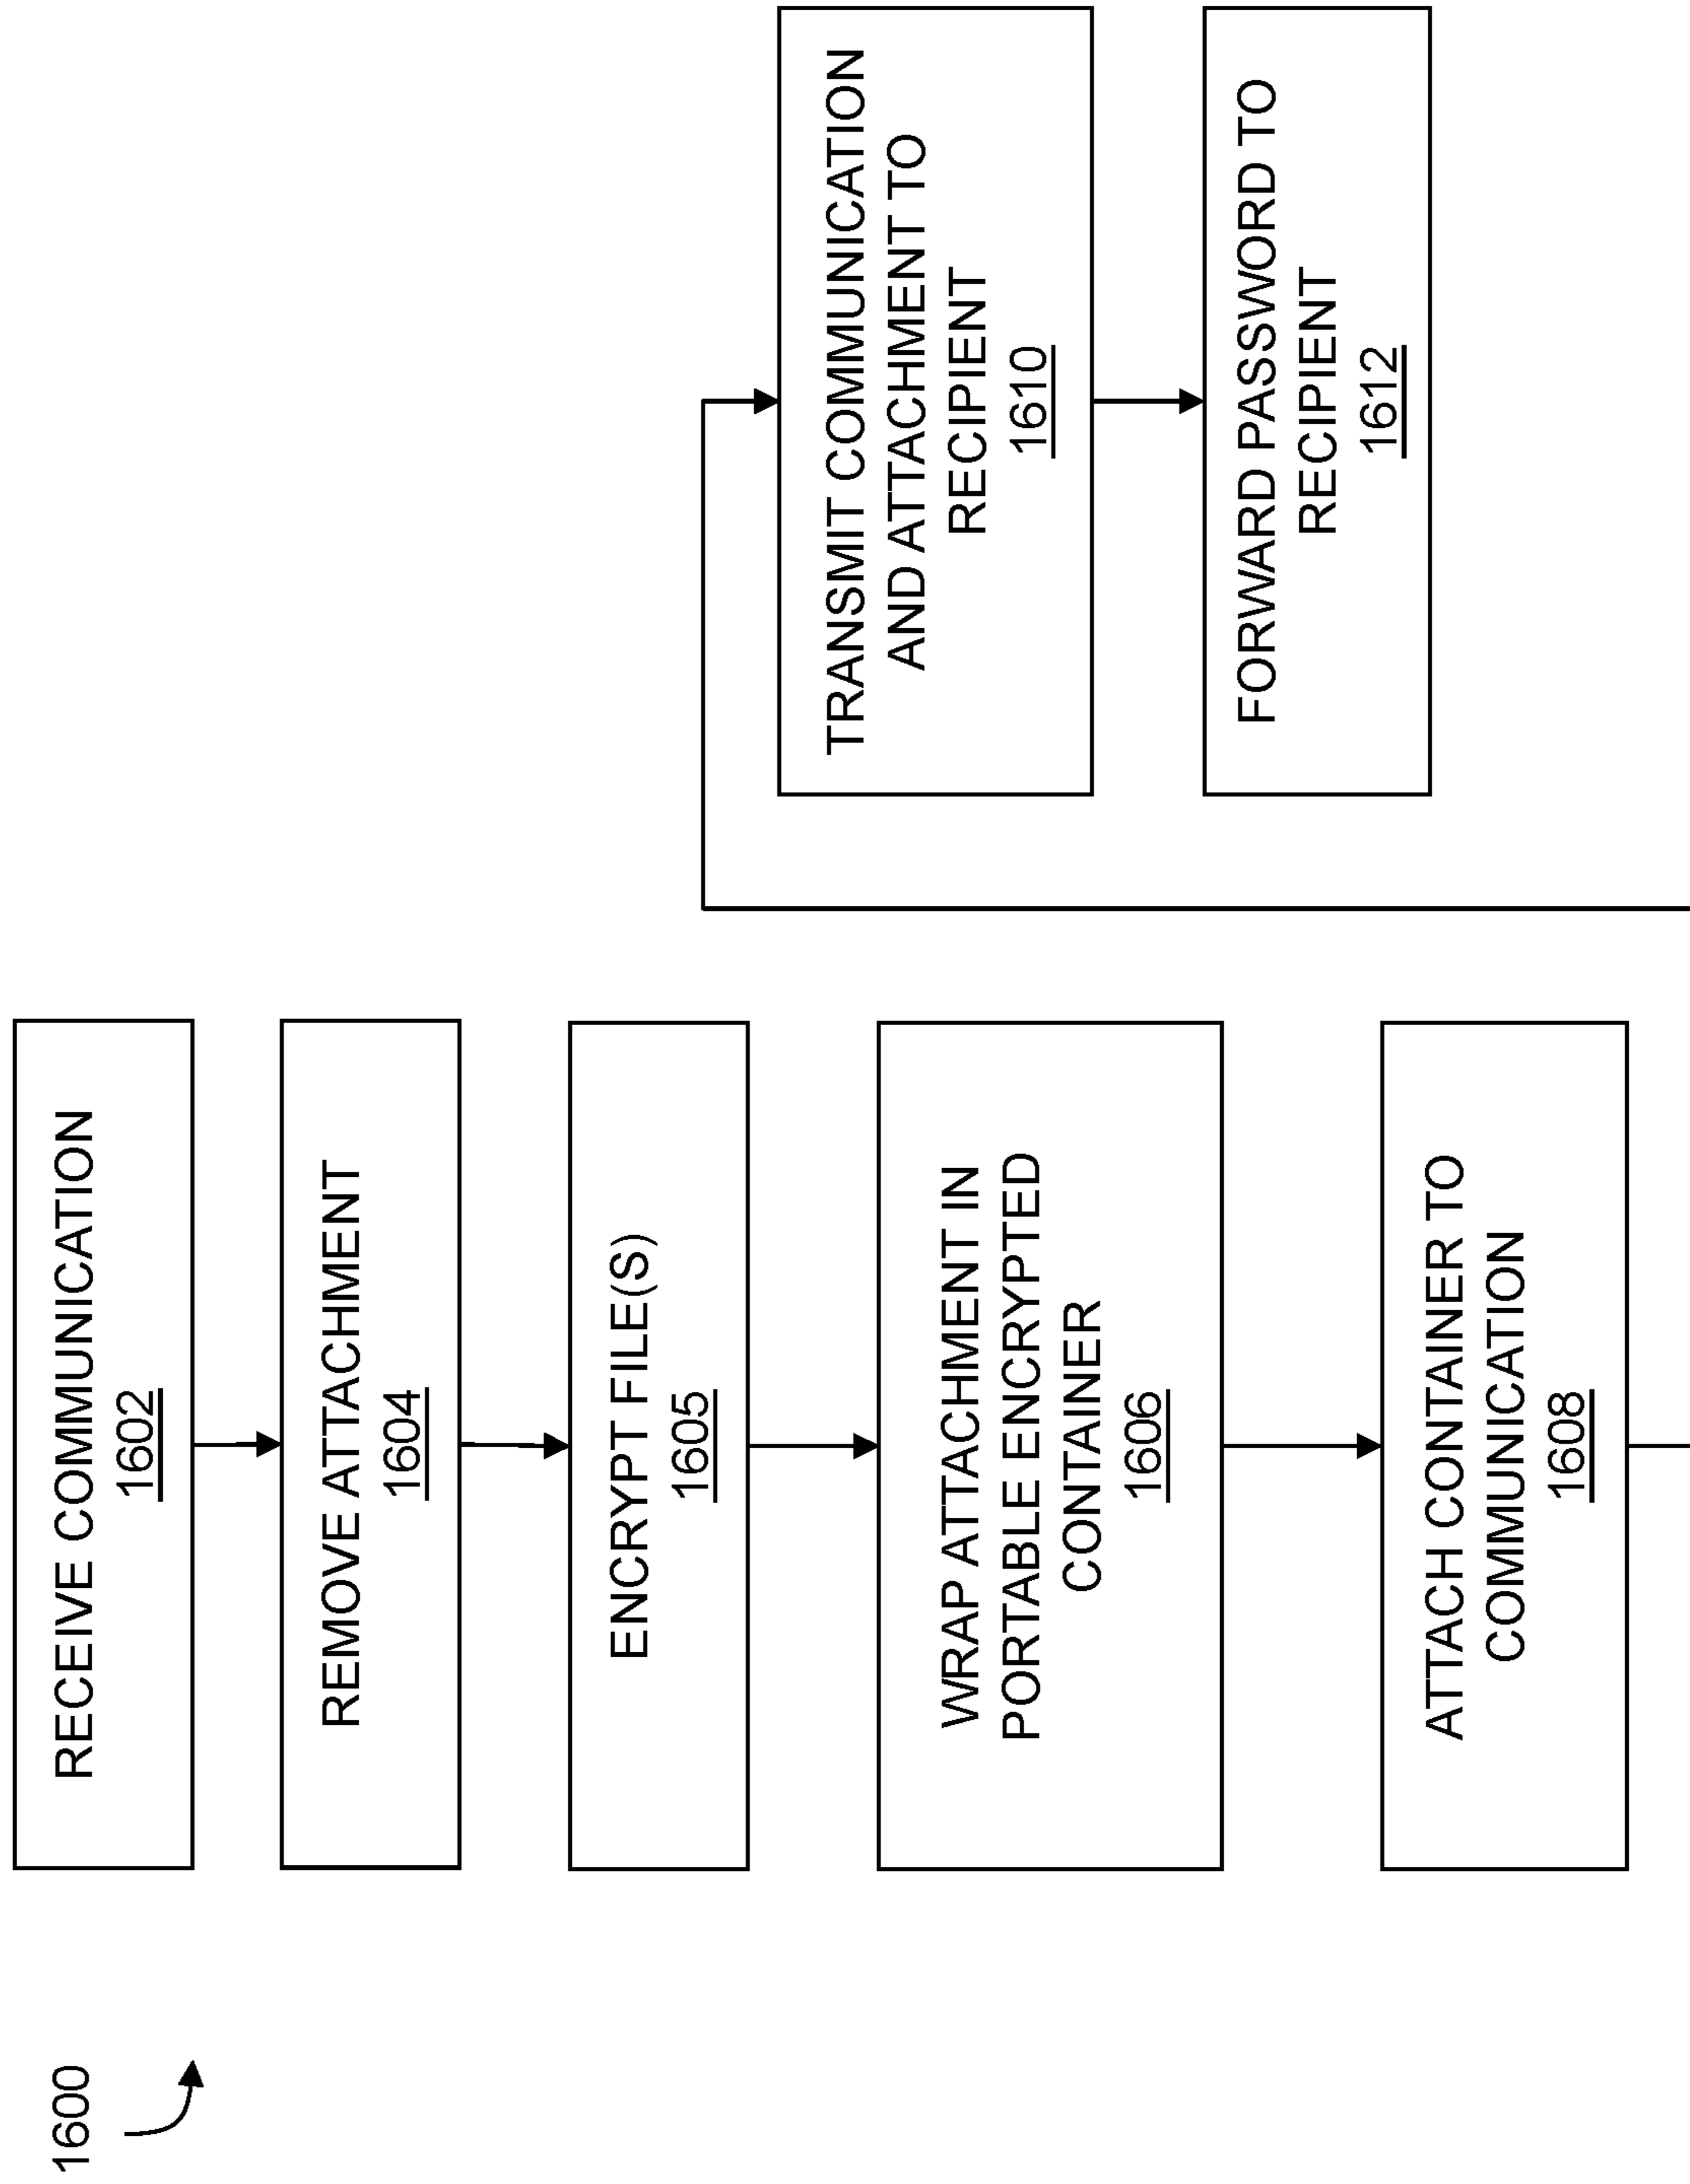 1600
RECEIVE COMMUNICATION
1602
REMOVE ATTACHMENT
1604
ENCRYPT FILE(S)
1605
WRAP ATTACHMENT IN
PORTABLE ENCRYPTED
CONTAINER
1606
ATTACH CONTAINER TO
COMMUNICATION
1608
TRANSMIT COMMUNICATION
AND ATTACHMENT TO
RECIPIENT
1610
FORWARD PASSWORD TO
RECIPIENT
1612